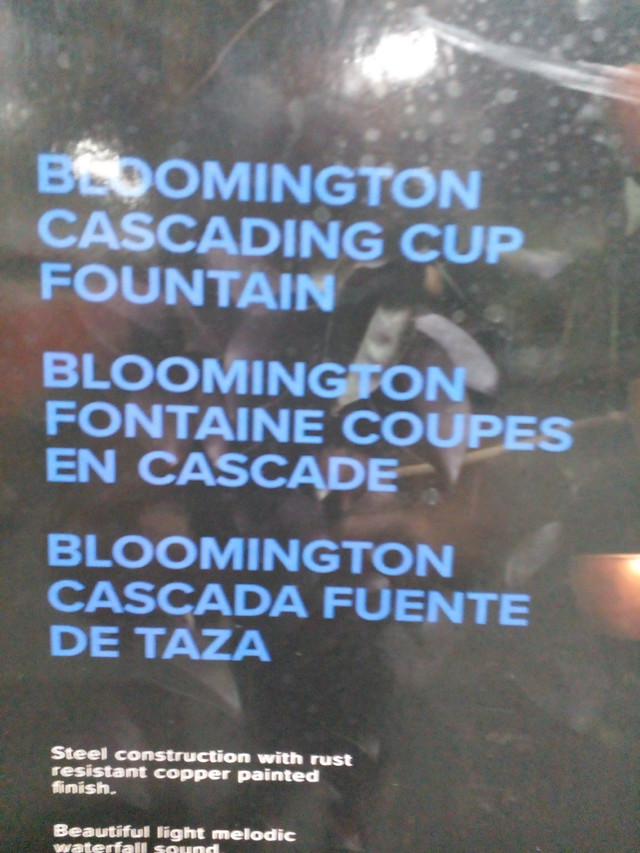 BLOOMINGTON
CASCADING CUP
FOUNTAIN
BLOOMINGTON
FONTAINE COUPES
EN CASCADE
BLOOMINGTON
CASCADA FUENTE
DE TAZA
Steel construction with rust
resistant copper painted
finish.
Beautiful light melodic
waterfall sound